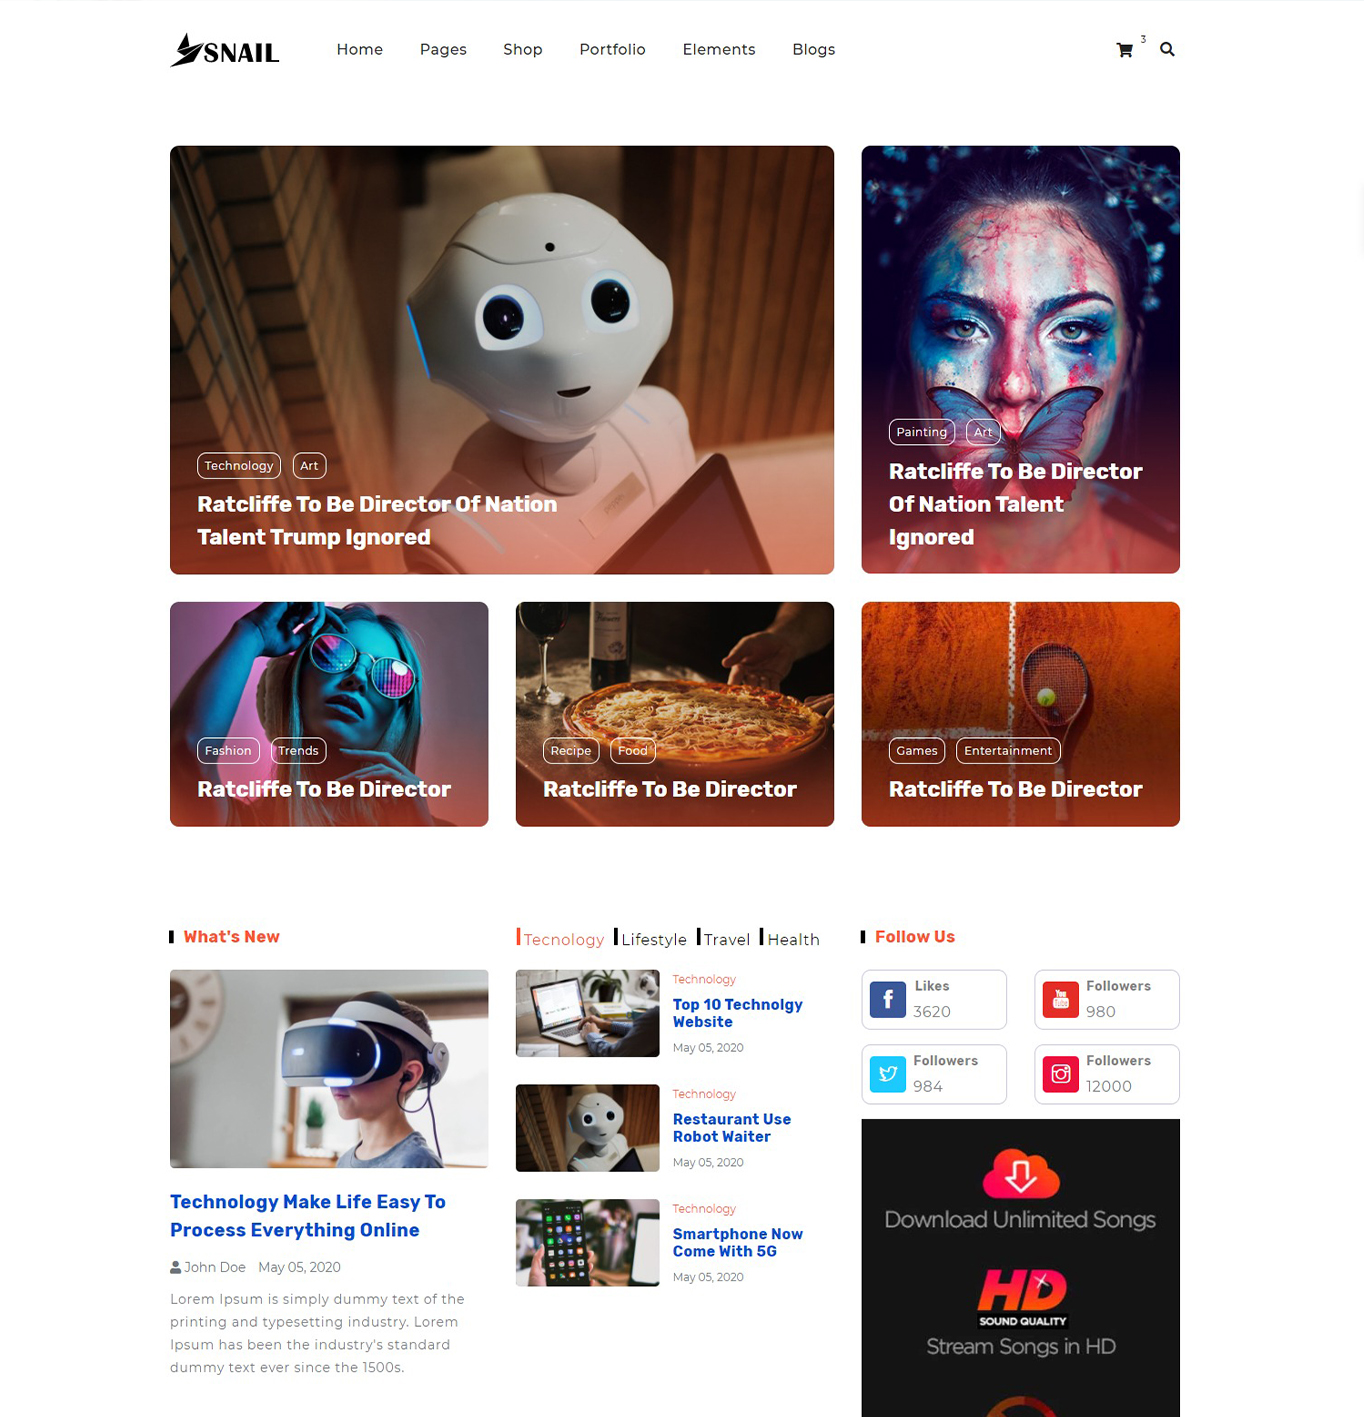 SNAIL
Home Pages Shop Portfolio Elements Blogs
3
Technology Art
Ratcliffe To Be Director Of Nation
Talent Trump Ignored
Painting Art
Ratcliffe To Be Director
Of Nation Talent
Ignored
Fashion Trends
Ratcliffe To Be Director
Recipe Food
Ratcliffe To Be Director
Games Entertainment
Ratcliffe To Be Director
What's New
Technology Make Life Easy To
Process Everything Online
John Doe May 05, 2020
Lorem Ipsum is simply dummy text of the
printing and typesetting industry. Lorem
Ipsum has been the industry's standard
dummy text ever since the 1500s.
Tecnology Lifestyle Travel Health
Technology
Top 10 Technolgy
Website
May 05, 2020
Technology
Restaurant Use
Robot Waiter
May 05, 2020
Technology
Smartphone Now
Come With 5G
May 05, 2020
Follow Us
Likes
3620
You Tube
Followers
980
Followers
984
Followers
12000
Download Unlimited Songs
HD
SOUND QUALITY
Stream Songs in HD